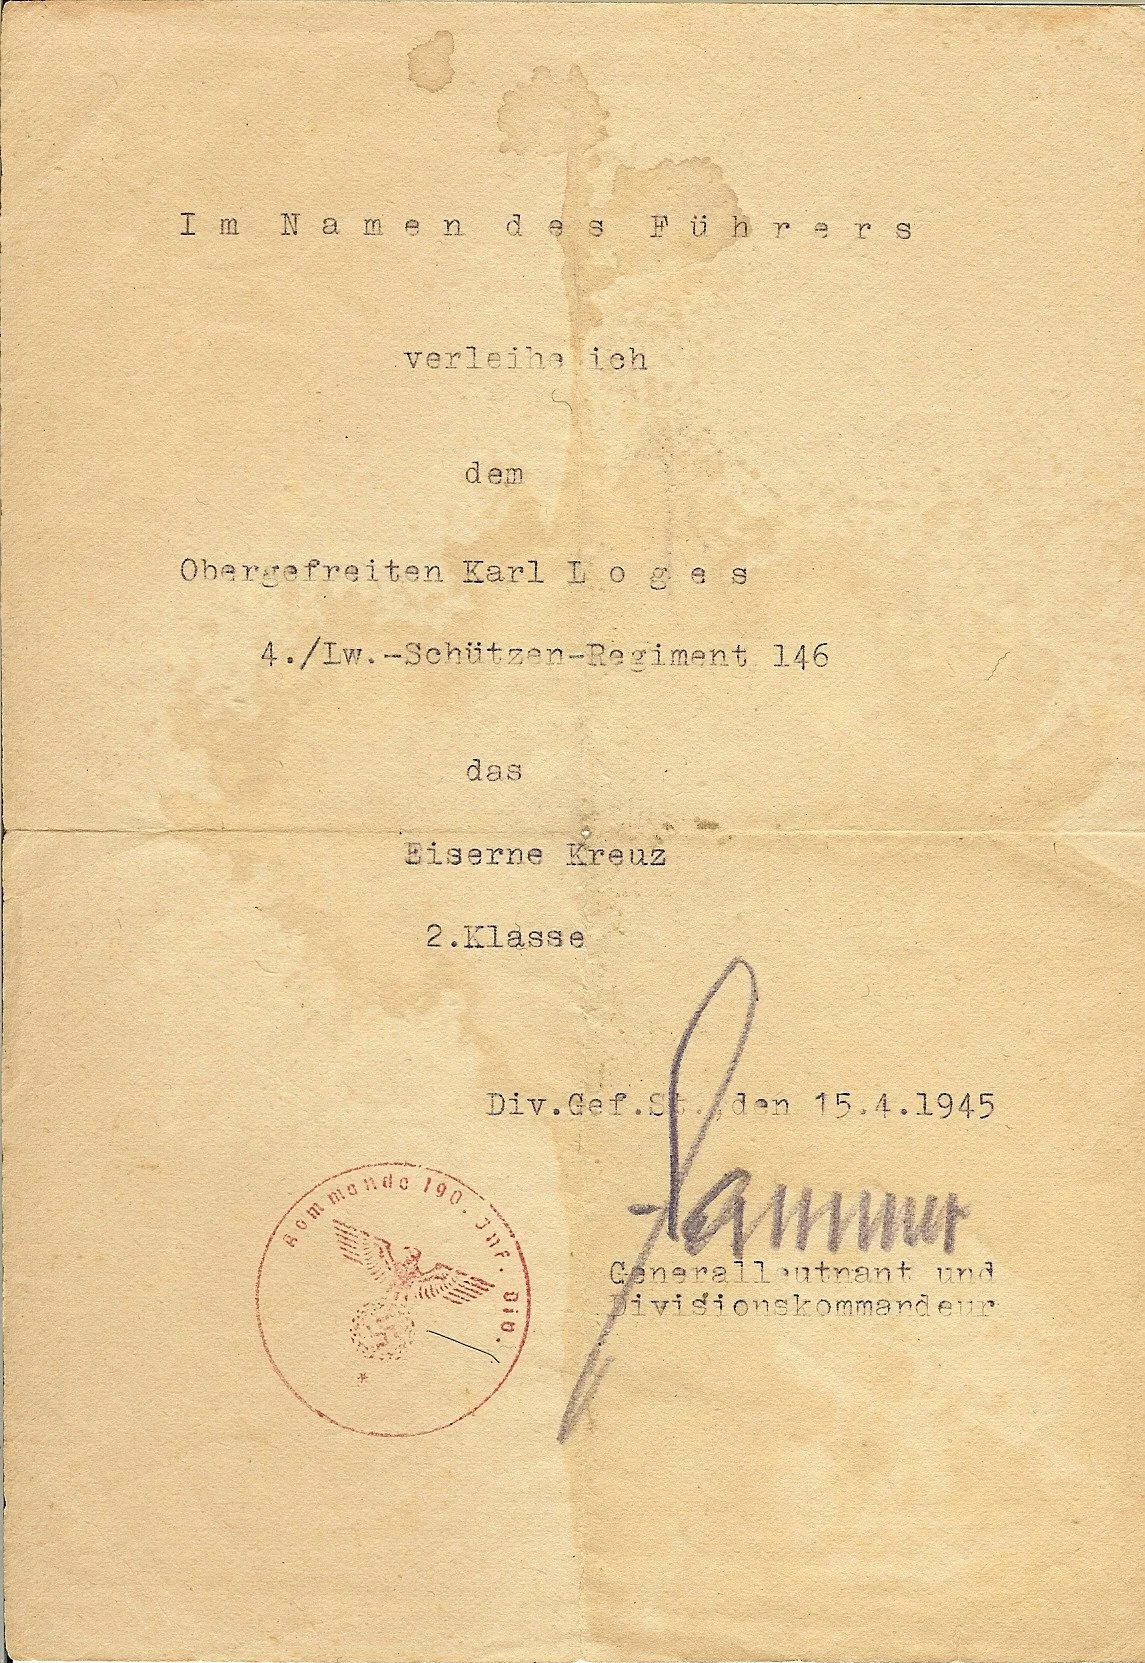 Im Namen des Führers
verleihe ich
dem
Obergefreiten Karl Loges
4./Lw.-Schützen-Regiment 146
das
Eiserne Kreuz
2.Klasse
Div.Gef.St.,den 15.4.1945
Generalleutnant und
Divisionskommandeur
Kommando 190. Inf. Div.